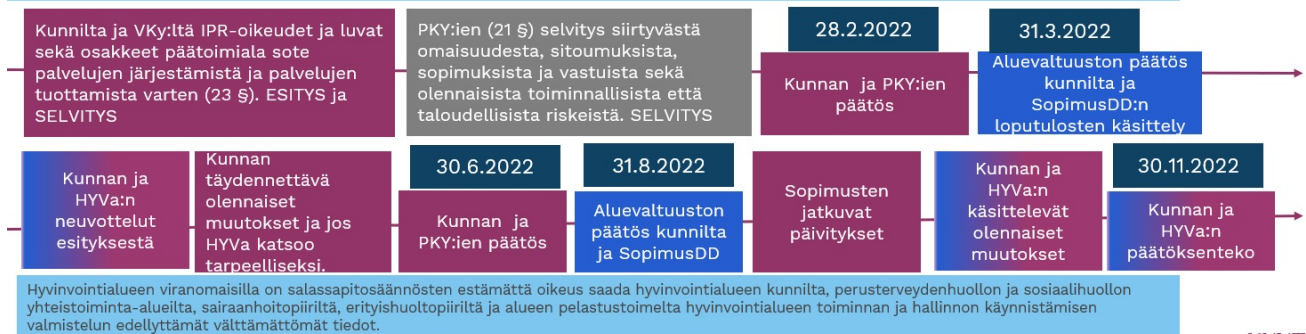 Kunnilta ja VKy:ltä IPR-oikeudet ja luvat
sekä osakkeet päätoimiala sote
palvelujen järjestämistä ja palvelujen
tuottamista varten (23 §). ESITYS ja
SELVITYS
PKY:ien (21 §) selvitys siirtyvästä
omaisuudesta, sitoumuksista,
sopimuksista ja vastuista sekä
olennaisista toiminnallisista että
taloudellisista riskeistä. SELVITYS
28.2.2022
Kunnan ja PKY:ien
päätös
31.3.2022
Aluevaltuuston päätös
kunnilta ja
SopimusDD:n
loputulosten käsittely
Kunnan ja
HYVa:n
neuvottelut
esityksestä
Kunnan
täydennettävä
olennaiset
muutokset ja jos
HYVa katsoo
tarpeelliseksi.
30.6.2022
Kunnan ja
PKY:ien päätös
31.8.2022
Aluevaltuuston
päätös kunnilta
ja SopimusDD
Sopimusten
jatkuvat
päivitykset
Kunnan ja
HYVa:n
käsittelevät
olennaiset
muutokset
30.11.2022
Kunnan ja
HYVa:n
päätöksenteko
Hyvinvointialueen viranomaisilla on salassapitosäännösten estämättä oikeus saada hyvinvointialueen kunnilta, perusterveydenhuollon ja sosiaalihuollon
yhteistoiminta-alueilta, sairaanhoitopiiriltä, erityishuoltopiiriltä ja alueen pelastustoimelta hyvinvointialueen toiminnan ja hallinnon käynnistämisen
valmistelun edellyttämät välttämättömät tiedot.